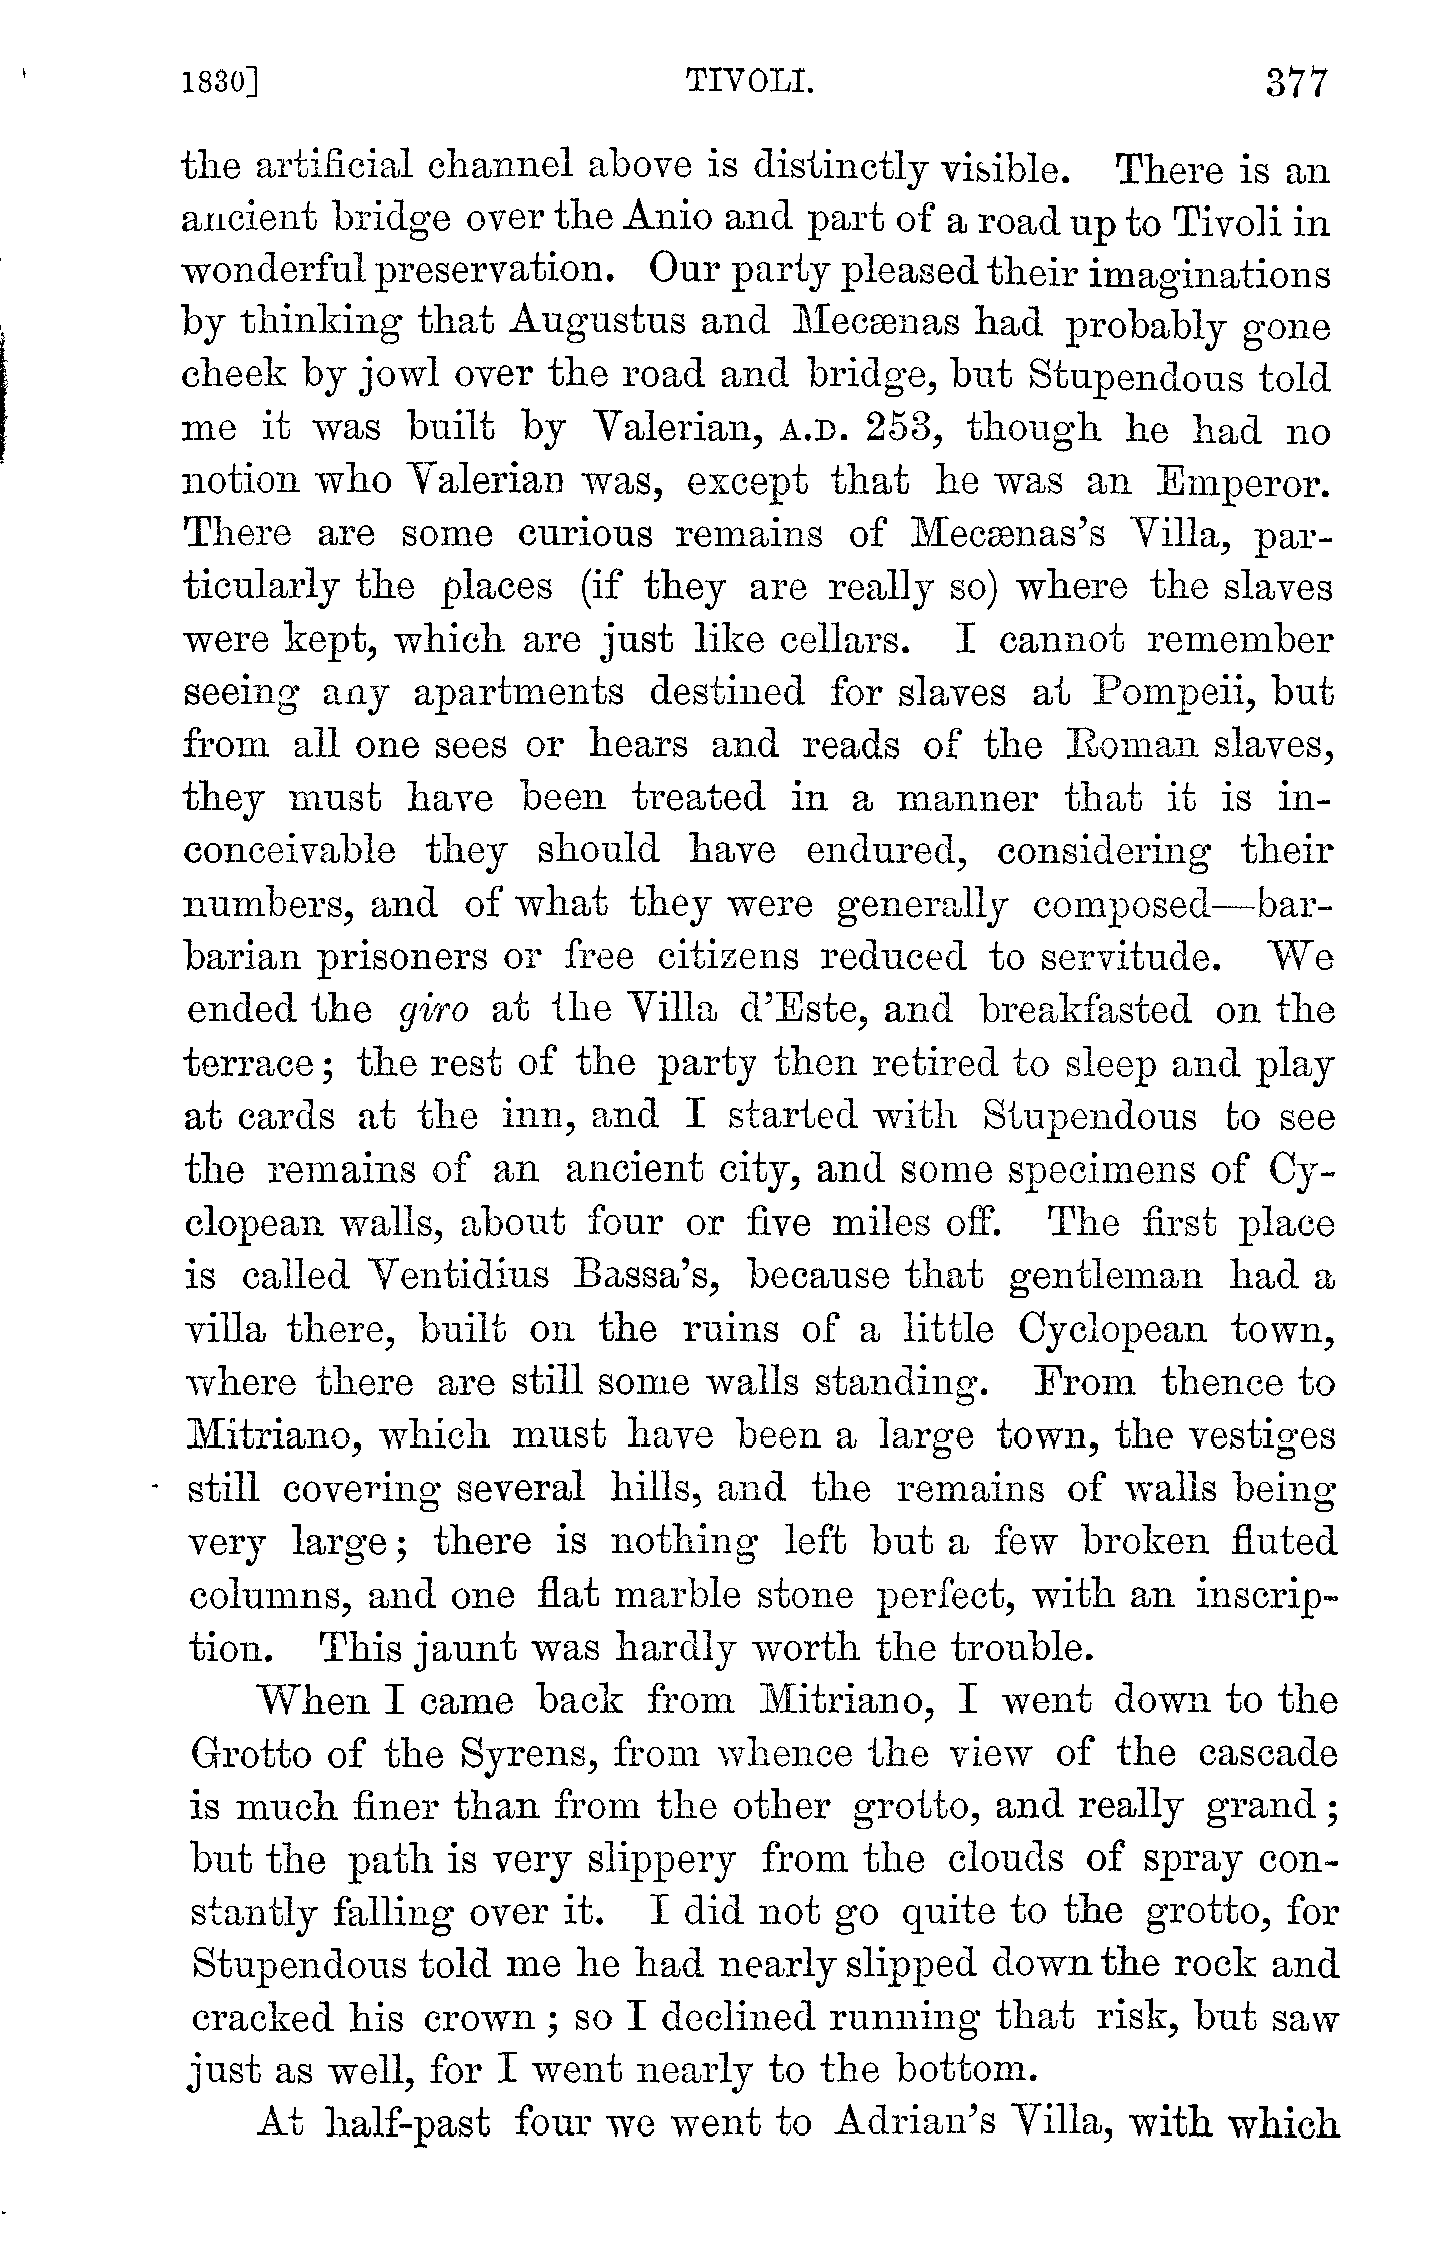 1830] TIVOLI. 377
the artificial channel above is distinctly visible. There is an
ancient bridge over the Anio and part of a road up to Tivoli in
wonderful preservation. Our party pleased their imaginations
by thinking that Augustus and Mecænas had probably gone
cheek by jowl over the road and bridge, but Stupendous told
me it was built by Valerian, A.D. 253, though he had no
notion who Valerian was, except that he was an Emperor.
There are some curious remains of Mecænas's Villa, par-
ticularly the places (if they are really so) where the slaves
were kept, which are just like cellars. I cannot remember
seeing any apartments destined for slaves at Pompeii, but
from all one sees or hears and reads of the Roman slaves,
they must have been treated in a manner that it is in-
conceivable they should have endured, considering their
numbers, and of what they were generally composed—bar-
barian prisoners or free citizens reduced to servitude. We
ended the giro at the Villa d'Este, and breakfasted on the
terrace; the rest of the party then retired to sleep and play
at cards at the inn, and I started with Stupendous to see
the remains of an ancient city, and some specimens of Cy-
clopean walls, about four or five miles off. The first place
is called Ventidius Bassa's, because that gentleman had a
villa there, built on the ruins of a little Cyclopean town,
where there are still some walls standing. From thence to
Mitriano, which must have been a large town, the vestiges
still covering several hills, and the remains of walls being
very large; there is nothing left but a few broken fluted
columns, and one flat marble stone perfect, with an inscrip-
tion. This jaunt was hardly worth the trouble.
When I came back from Mitriano, I went down to the
Grotto of the Syrens, from whence the view of the cascade
is much finer than from the other grotto, and really grand;
but the path is very slippery from the clouds of spray con-
stantly falling over it. I did not go quite to the grotto, for
Stupendous told me he had nearly slipped down the rock and
cracked his crown; so I declined running that risk, but saw
just as well, for I went nearly to the bottom.
At half-past four we went to Adrian's Villa, with which